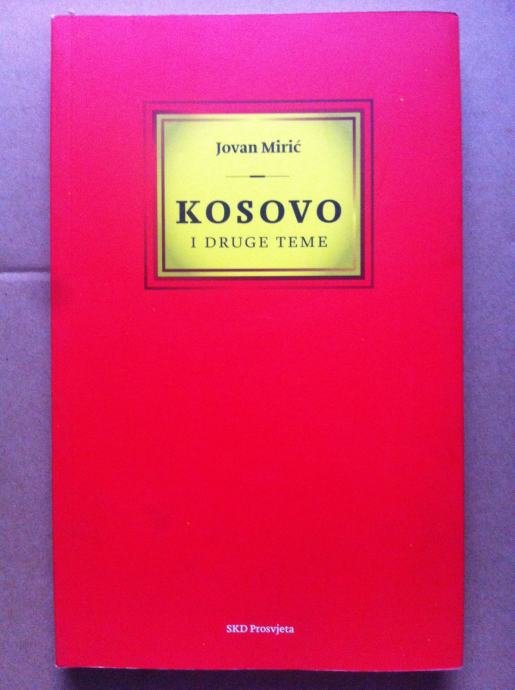 Jovan Mirić
KOSOVO
I DRUGE TEME
SKD Prosvjeta